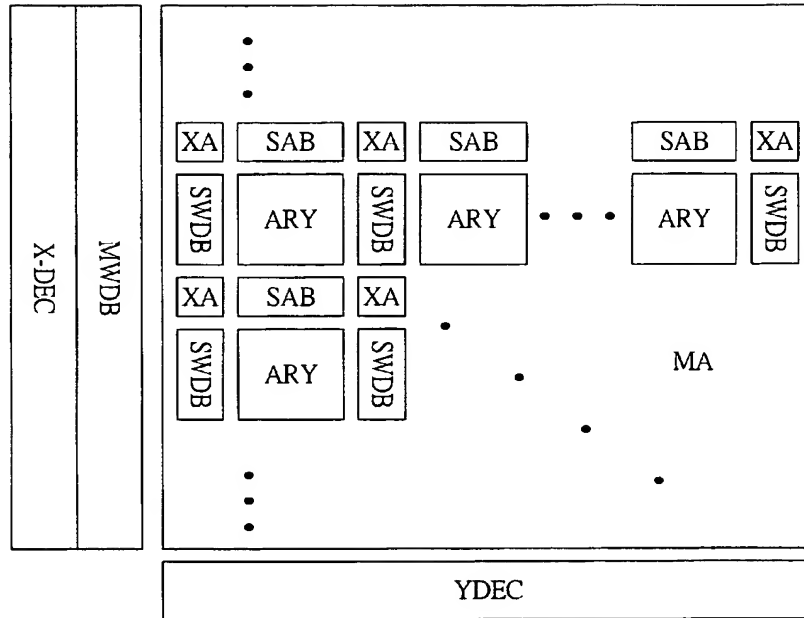 X-DEC
MWDB
XA SAB XA SAB SAB XA
SWDB ARY SWDB ARY ARY SWDB
XA SAB XA
SWDB ARY SWDB
MA
YDEC